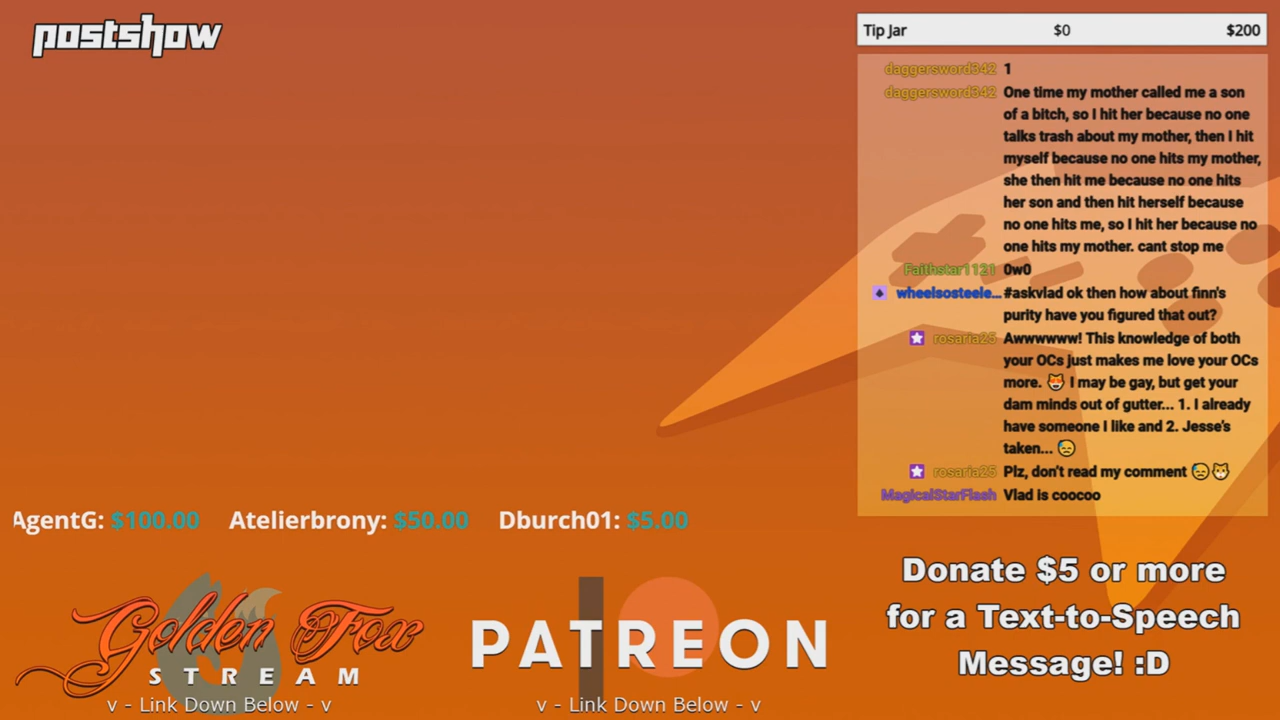 postshow
Tip Jar $0 $200
daggersword342 1
daggersword342 One time my mother called me a son
of a bitch, so I hit her because no one
talks trash about my mother, then I hit
myself because no one hits my mother,
she then hit me because no one hits
her son and then hit herself because
no one hits me, so I hit her because no
one hits my mother. cant stop me
Faithstar1121 0w0
wheelsosteele... #askvlad ok then how about finn's
purity have you figured that out?
rosaria25 Awwwwww! This knowledge of both
your OCs just makes me love your OCs
more. 😻 I may be gay, but get your
dam minds out of gutter... 1. I already
have someone I like and 2. Jesse's
taken... 😓
rosaria25 Plz, don't read my comment 😓🐱
MagicalStarFlash Vlad is coocoo
AgentG: $100.00 Atelierbrony: $50.00 Dburch01: $5.00
Golden Fox
STREAM
v - Link Down Below - v
PATREON
v - Link Down Below - v
Donate $5 or more
for a Text-to-Speech
Message! :D